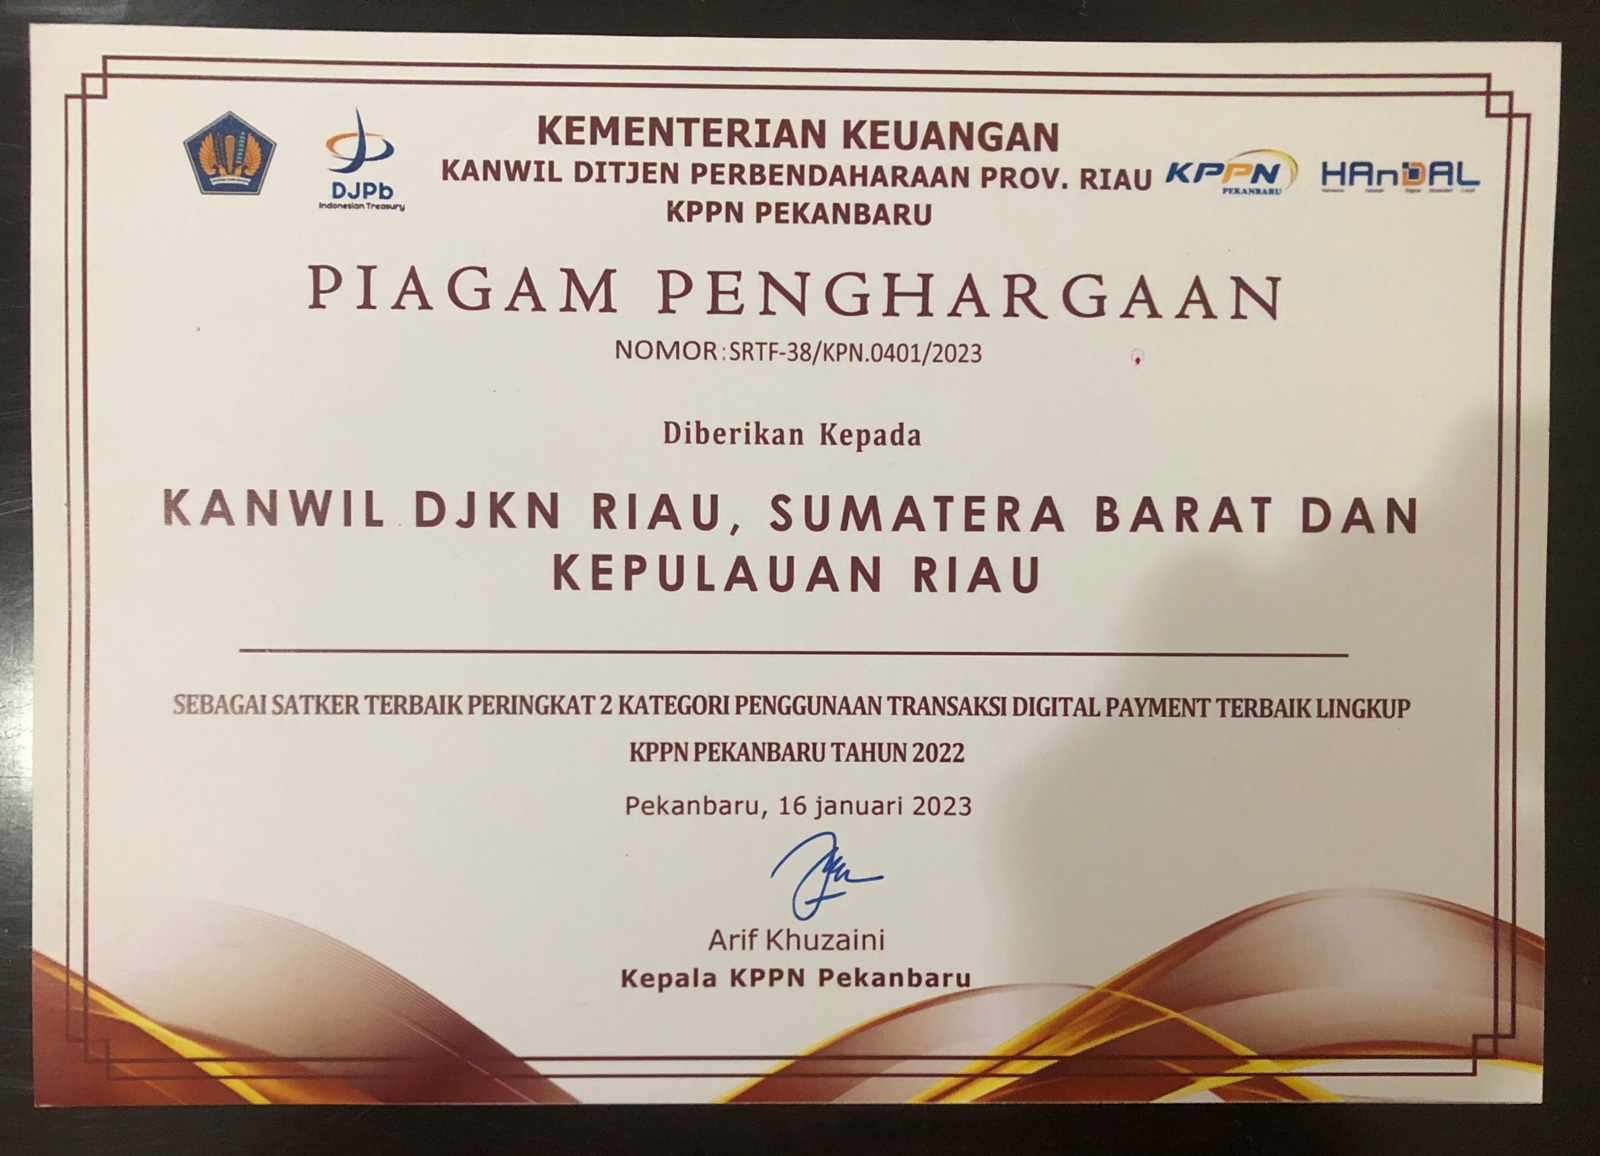 KEMENTERIAN KEUANGAN
KANWIL DITJEN PERBENDAHARAAN PROV. RIAU
KPPN PEKANBARU
DJPb
Indonesian Treasury
KPPN
PEKANBARU
HAnDAL
PIAGAM PENGHARGAAN
NOMOR : SRTF-38/KPN.0401/2023
Diberikan Kepada
KANWIL DJKN RIAU, SUMATERA BARAT DAN
KEPULAUAN RIAU
SEBAGAI SATKER TERBAIK PERINGKAT 2 KATEGORI PENGGUNAAN TRANSAKSI DIGITAL PAYMENT TERBAIK LINGKUP
KPPN PEKANBARU TAHUN 2022
Pekanbaru, 16 januari 2023
Arif Khuzaini
Kepala KPPN Pekanbaru